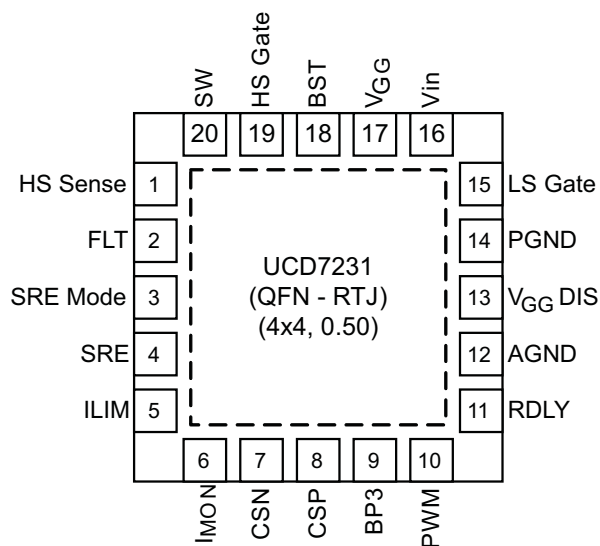 SW
HS Gate
BST
VGG
Vin
20
19
18
17
16
HS Sense
1
15
LS Gate
FLT
2
14
PGND
SRE Mode
3
13
VGG DIS
SRE
4
12
AGND
ILIM
5
11
RDLY
UCD7231
(QFN - RTJ)
(4x4, 0.50)
6
7
8
9
10
IMON
CSN
CSP
BP3
PWM